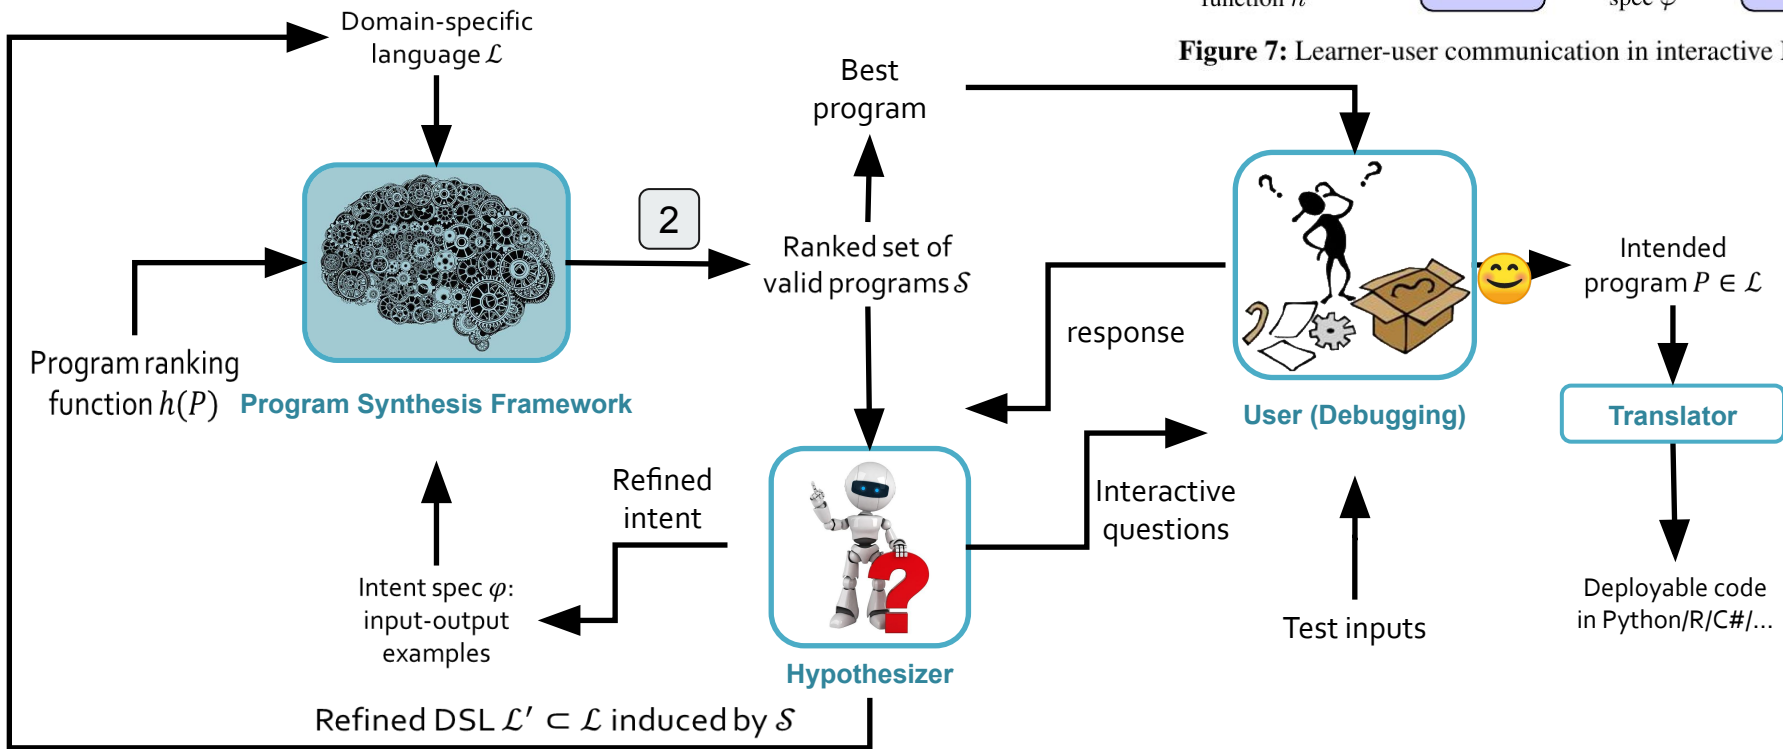 function h
spec φ
Figure 7: Learner-user communication in interactive
Domain-specific
language ℒ
Best
program
2
Ranked set of
valid programs 𝒮
Intended
program P ∈ ℒ
response
Program ranking
function h(P)
Program Synthesis Framework
User (Debugging)
Translator
Refined
intent
Interactive
questions
Intent spec φ:
input-output
examples
Test inputs
Deployable code
in Python/R/C#/...
Hypothesizer
Refined DSL ℒ′ ⊂ ℒ induced by 𝒮